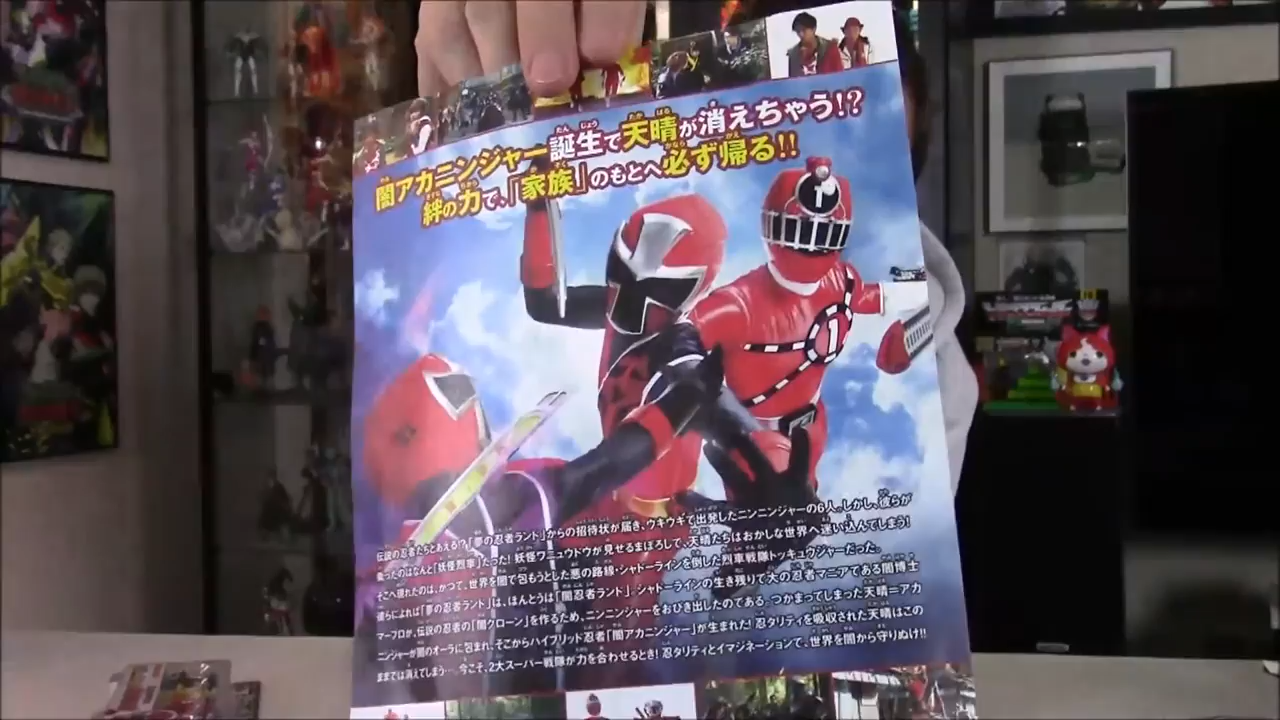 闇アカニンジャー誕生で天晴が消えちゃう!?
絆の力で、「家族」のもとへ必ず帰る!!
1
伝説の忍者たちとあえる?「夢の忍者ランド」からの招待状が届き、ウキウキで出発したニンニンジャーの6人。しかし、彼らが
乗ったのはなんと「妖怪列車」だった!妖怪ワニュウドウが見せるまぼろしで、天晴たちはおかしな世界へ迷い込んでしまう!
そこへ現れたのは、かつて、世界を闇で包もうとした悪の路線・シャドーラインを倒した烈車戦隊トッキュウジャーだった。
彼らによれば「夢の忍者ランド」は、ほんとうは「闇忍者ランド」。シャドーラインの生き残りで大の忍者マニアである闇博士
マーブロが、伝説の忍者の「闇クローン」を作るため、ニンニンジャーをおびき出したのである。つかまってしまった天晴=アカ
ニンジャーが闇のオーラに包まれ、そこからハイブリッド忍者「闇アカニンジャー」が生まれた!忍タリティを吸収された天晴はこの
ままでは消えてしまう…。今こそ、2大スーパー戦隊が力を合わせるとき!忍タリティとイマジネーションで、世界を闇から守りぬけ!!